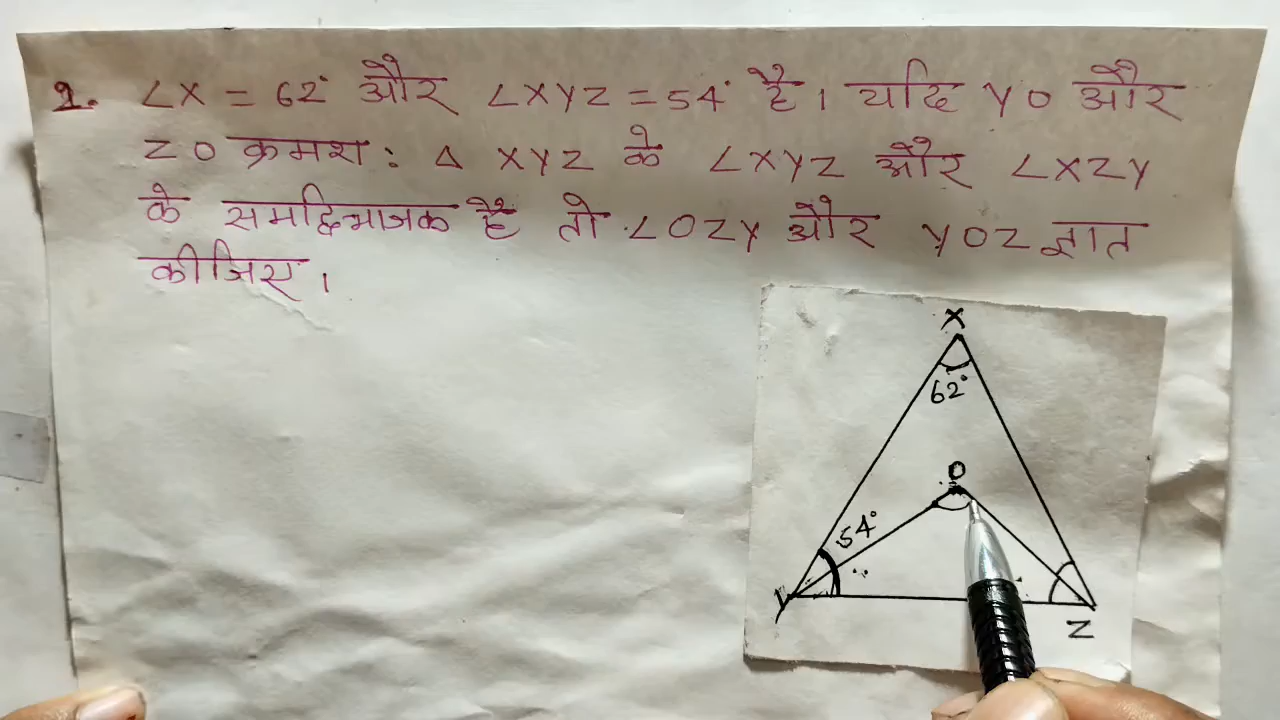 1. ∠X = 62° और ∠XYZ = 54° है। यदि YO और
ZO क्रमश: Δ XYZ के ∠XYZ और ∠XZY
के समद्विभाजक है तो ∠OZY और YOZ ज्ञात
कीजिए।
X
62°
O
54°
Y
Z